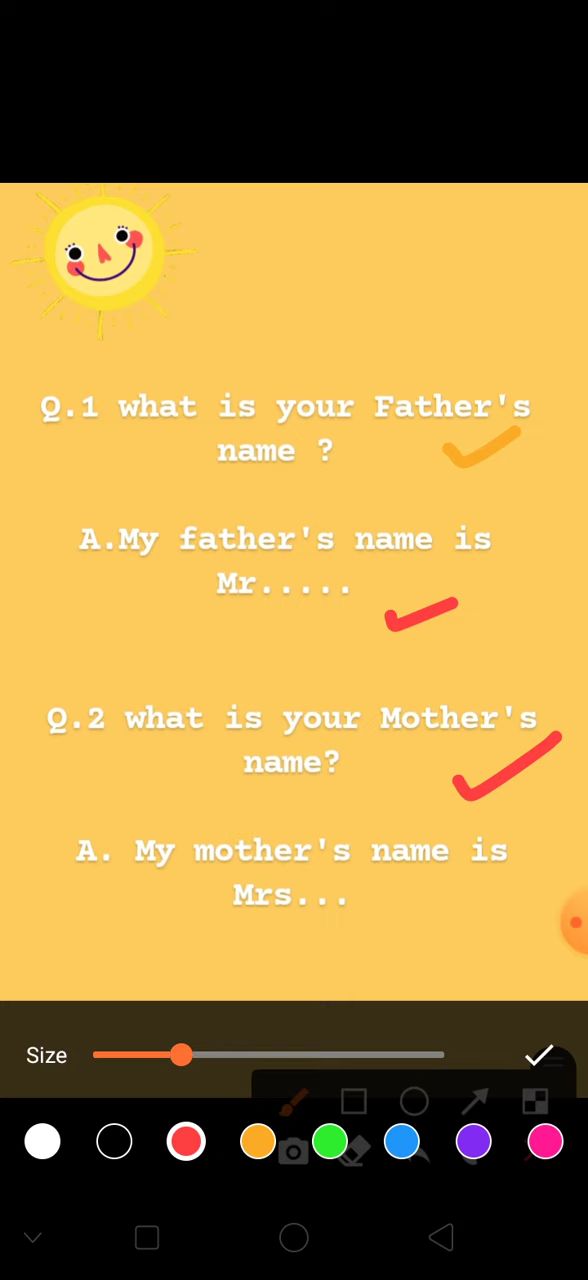 Q.1 what is your Father's
name ?
A.My father's name is
Mr.....
Q.2 what is your Mother's
name?
A. My mother's name is
Mrs...
Size